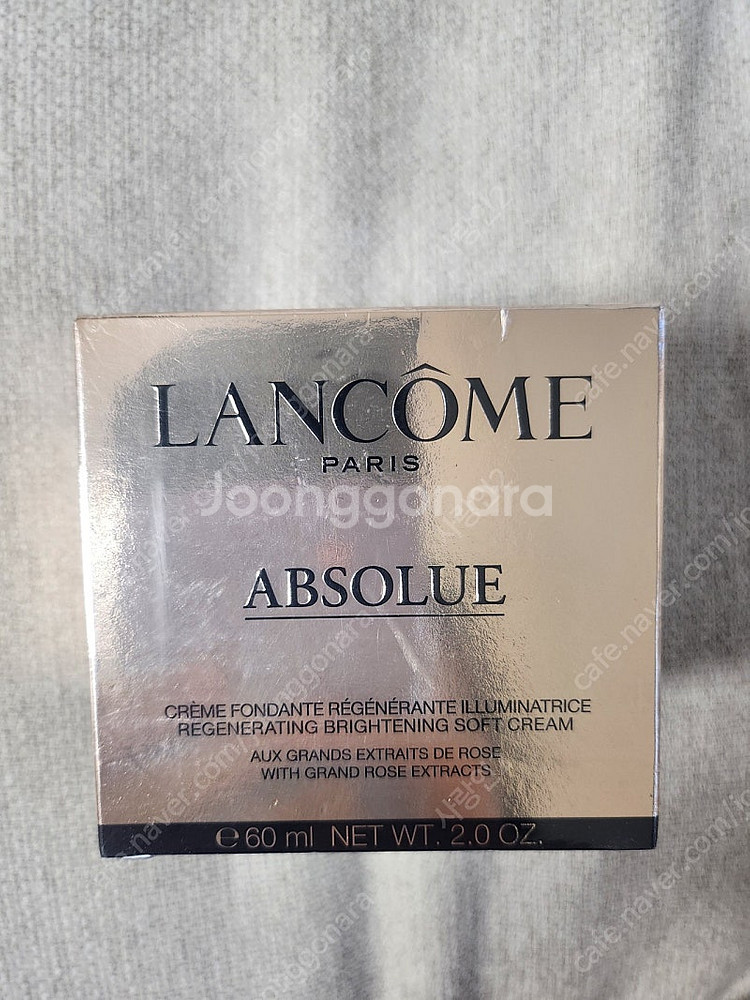 LANCÔME
PARIS
Joonggonara
ABSOLUE
CRÈME FONDANTE RÉGÉNÉRANTE ILLUMINATRICE
REGENERATING BRIGHTENING SOFT CREAM
AUX GRANDS EXTRAITS DE ROSE
WITH GRAND ROSE EXTRACTS
℮ 60 ml NET WT. 2.0 OZ.